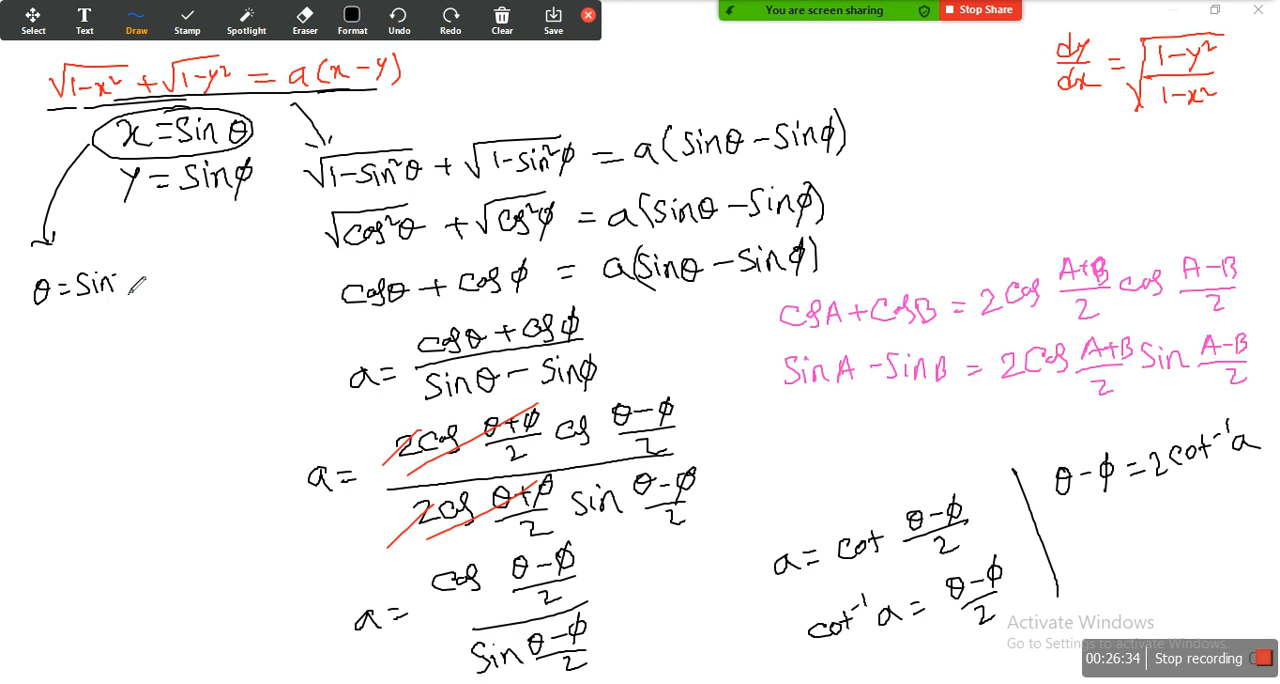 Select Text Draw Stamp Spotlight Eraser Format Undo Redo Clear Save
You are screen sharing Stop Share
√(1-x²) + √(1-y²) = a(x-y)
dy/dx = √((1-y²)/(1-x²))
x = Sin θ
y = Sinϕ
√(1-Sin²θ) + √(1-Sin²ϕ) = a(Sinθ - Sinϕ)
√(Cos²θ) + √(Cos²ϕ) = a(Sinθ - Sinϕ)
Cosθ + Cosϕ = a(Sinθ - Sinϕ)
θ = Sin⁻
a = (Cosθ + Cosϕ)/(Sinθ - Sinϕ)
a = (2Cos (θ+ϕ)/2 Cos (θ-ϕ)/2)/(2Cos (θ+ϕ)/2 Sin (θ-ϕ)/2)
a = (Cos (θ-ϕ)/2)/(Sin (θ-ϕ)/2)
CosA + CosB = 2Cos (A+B)/2 Cos (A-B)/2
SinA - SinB = 2Cos (A+B)/2 Sin (A-B)/2
a = Cot (θ-ϕ)/2
Cot⁻¹ a = (θ-ϕ)/2
θ-ϕ = 2Cot⁻¹a
Activate Windows
Go to Settings to activate Windows.
00:26:34 Stop recording